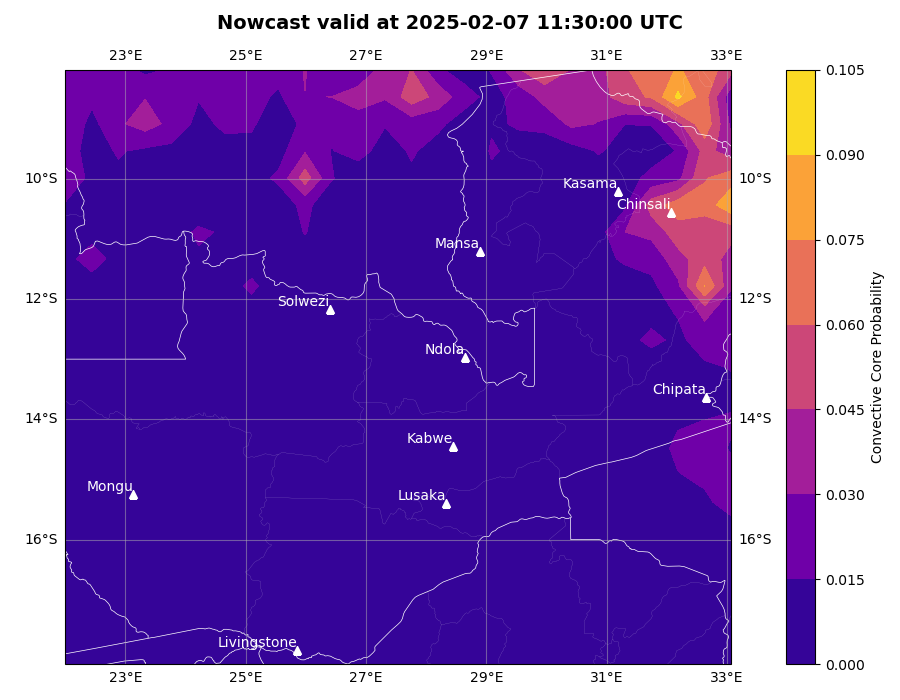 Nowcast valid at 2025-02-07 11:30:00 UTC
23°E 25°E 27°E 29°E 31°E 33°E
0.105
0.090
10°S Kasama 10°S
Chinsali
Mansa
0.075
12°S Solwezi 12°S
0.060
Ndola
Chipata
Convective Core Probability
14°S 14°S
0.045
Kabwe
Mongu Lusaka
0.030
16°S 16°S
0.015
Livingstone
0.000
23°E 25°E 27°E 29°E 31°E 33°E